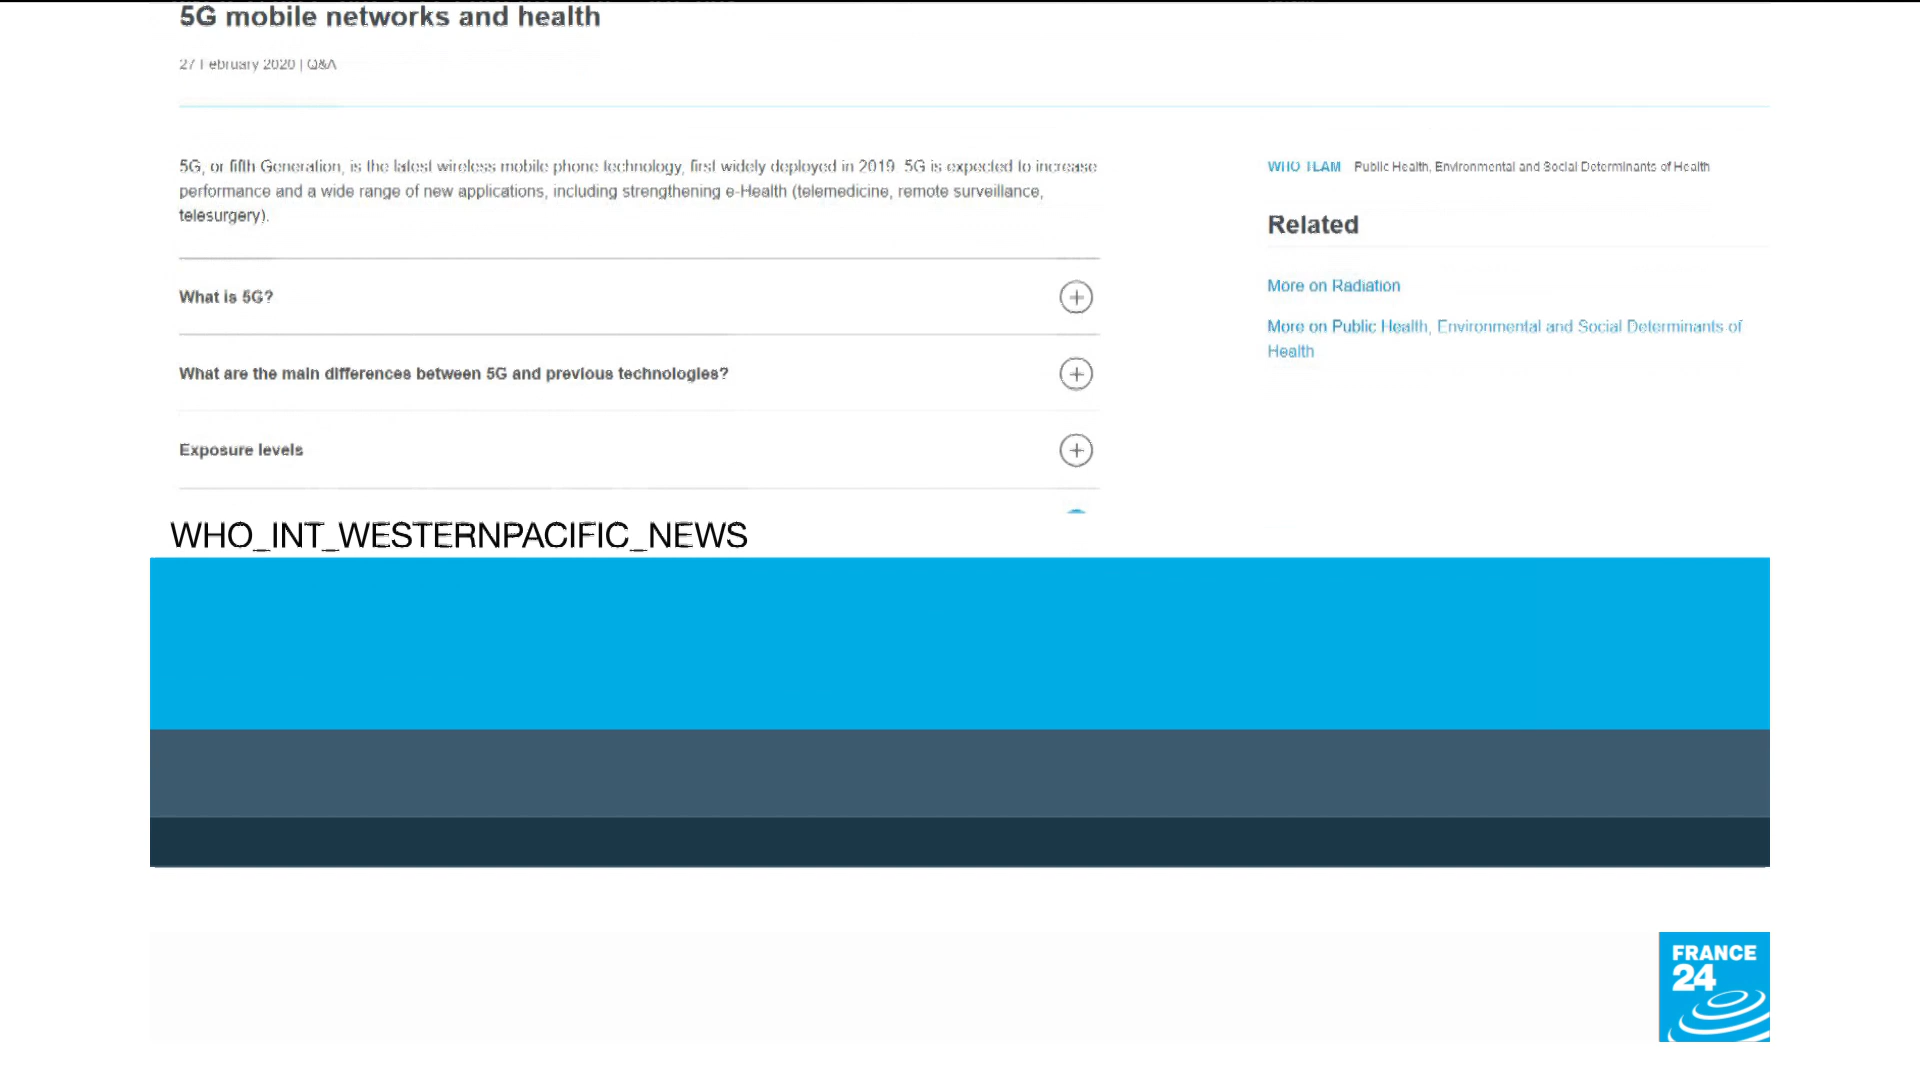 5G mobile networks and health
27 February 2020 | Q&A
5G, or fifth Generation, is the latest wireless mobile phone technology, first widely deployed in 2019. 5G is expected to increase
performance and a wide range of new applications, including strengthening e-Health (telemedicine, remote surveillance,
telesurgery).
What is 5G?
What are the main differences between 5G and previous technologies?
Exposure levels
WHO TEAM Public Health, Environmental and Social Determinants of Health
Related
More on Radiation
More on Public Health, Environmental and Social Determinants of
Health
WHO_INT_WESTERNPACIFIC_NEWS
FRANCE
24